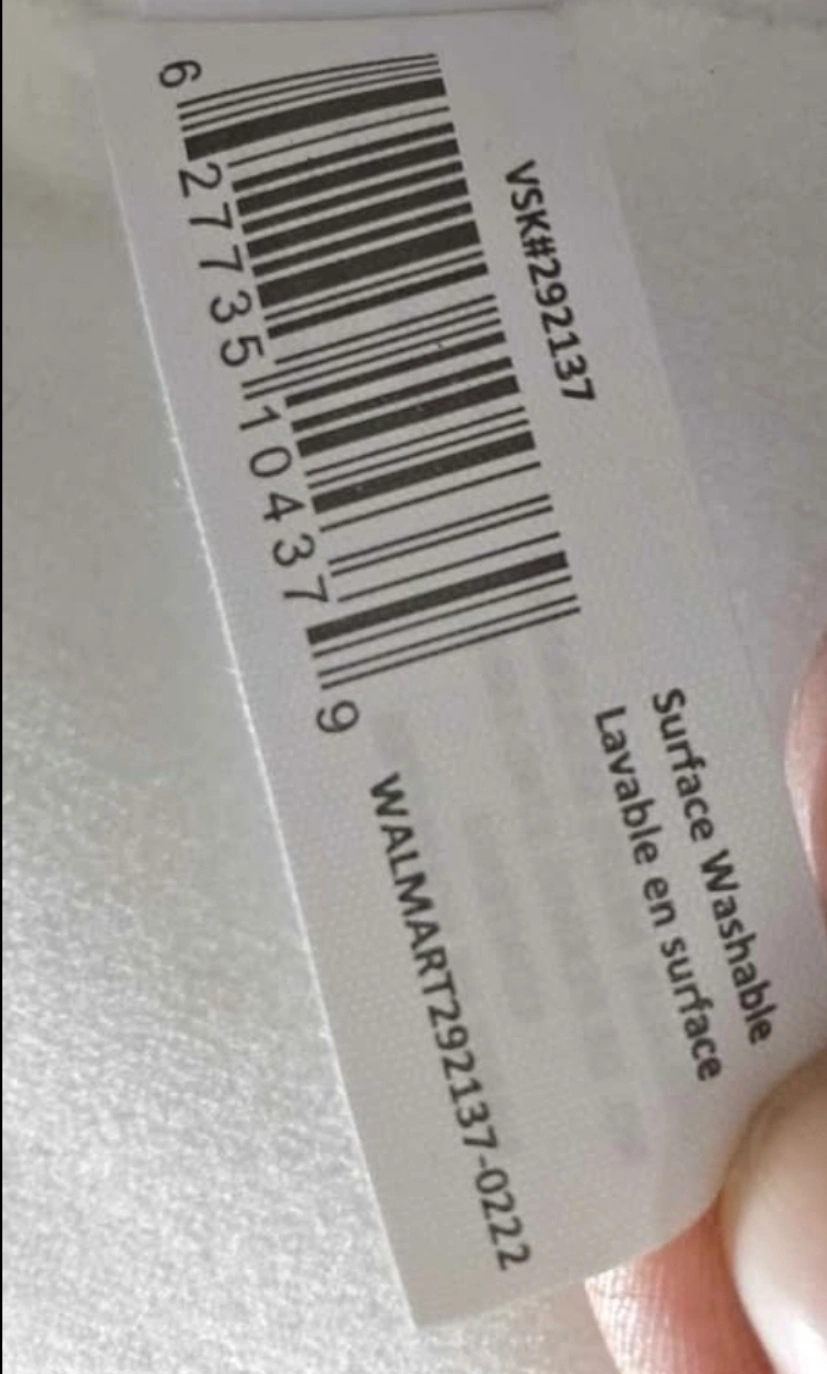 VSK#292137
6 27735 10437 9
Surface Washable
Lavable en surface
WALMART292137-0222